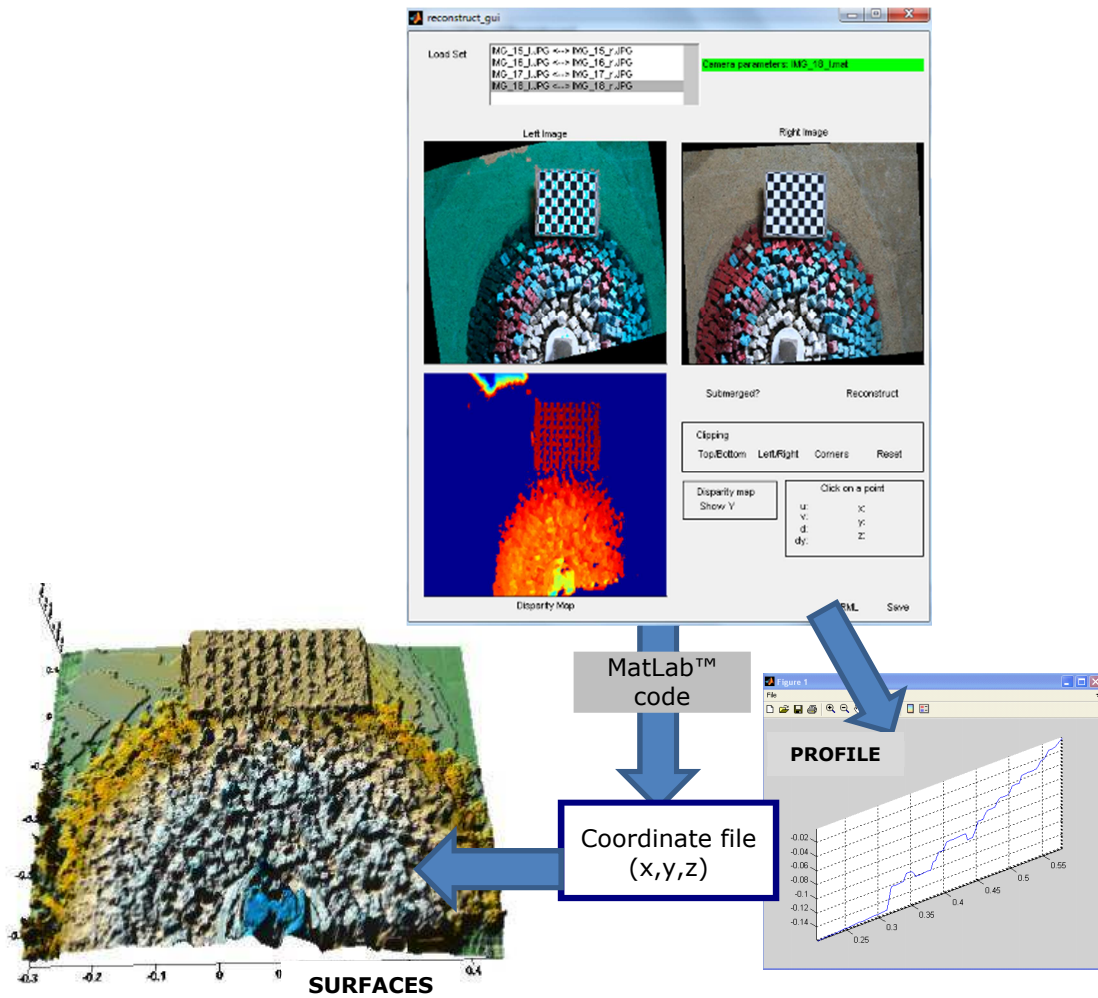 reconstruct_gui
Load Set
IMG_15_l.JPG <--> IMG_15_r.JPG
IMG_16_l.JPG <--> IMG_16_r.JPG
IMG_17_l.JPG <--> IMG_17_r.JPG
IMG_18_l.JPG <--> IMG_18_r.JPG
Camera parameters: IMG_18_l.mat
Left Image
Right Image
Submerged?
Reconstruct
Clipping
Top/Bottom Left/Right Corners Reset
Disparity map
Show Y
Click on a point
u:
v:
d:
dy:
x:
y:
z:
Disparity Map
Save
MatLab™
code
Figure 1
File
PROFILE
-0.02
-0.04
-0.06
-0.08
-0.1
-0.12
-0.14
0.25
0.3
0.35
0.4
0.45
0.5
0.55
Coordinate file
(x,y,z)
-0.3
-0.2
-0.1
0
0.4
SURFACES